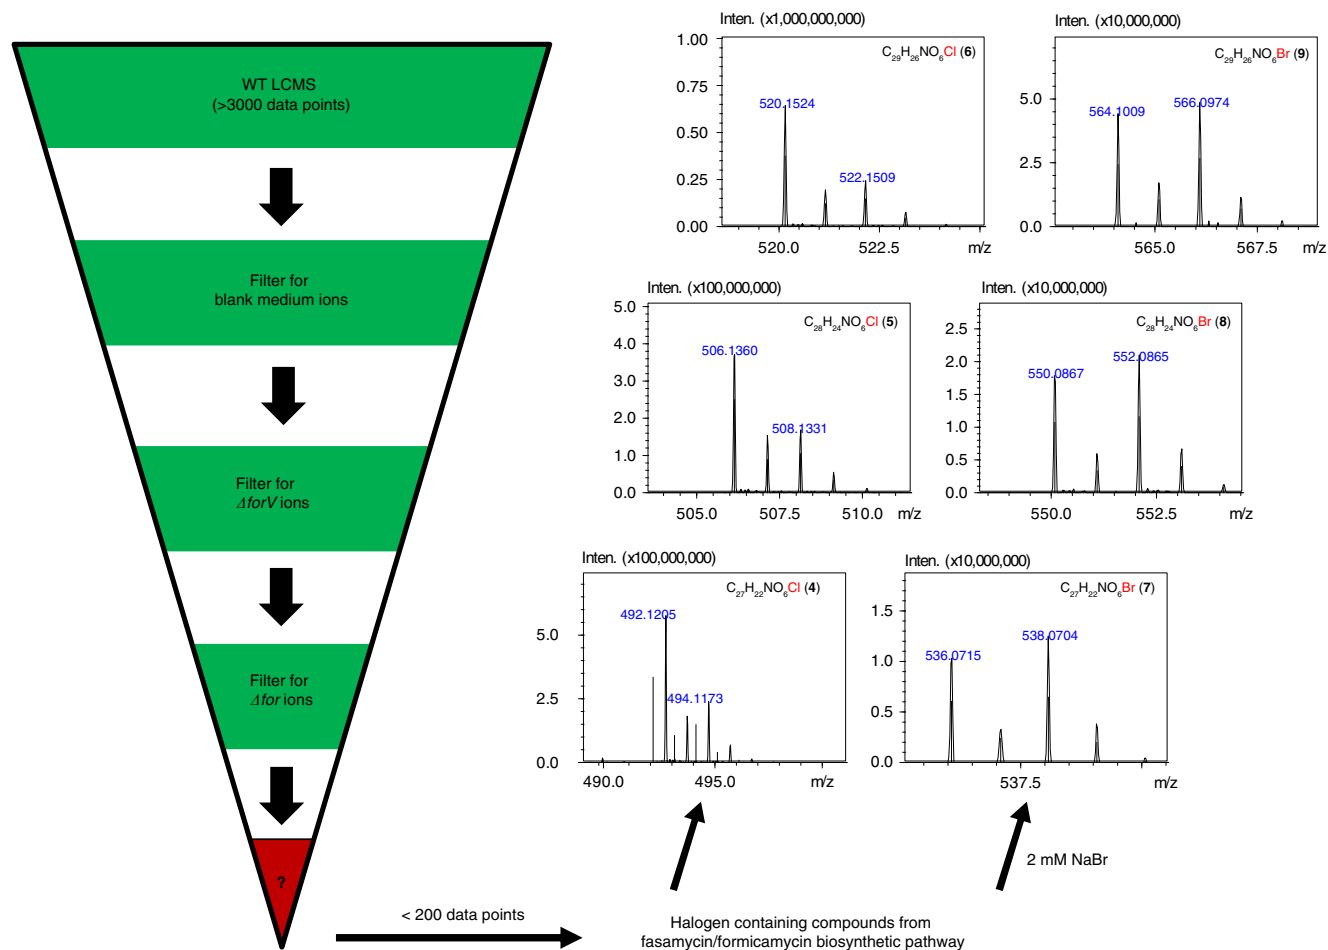 WT LCMS
(>3000 data points)
Filter for
blank medium ions
Filter for
ΔforV ions
Filter for
Δfor ions
?
< 200 data points
Inten. (x1,000,000,000)
C29H26NO6Cl (6)
1.00
0.75
0.50
0.25
0.00
520.1524
522.1509
520.0
522.5
m/z
Inten. (x10,000,000)
C29H26NO6Br (9)
5.0
2.5
0.0
564.1009
566.0974
565.0
567.5
m/z
Inten. (x100,000,000)
C28H24NO6Cl (5)
5.0
4.0
3.0
2.0
1.0
0.0
506.1360
508.1331
505.0
507.5
510.0
m/z
Inten. (x10,000,000)
C28H24NO6Br (8)
2.5
2.0
1.5
1.0
0.5
0.0
550.0867
552.0865
550.0
552.5
m/z
Inten. (x100,000,000)
C27H22NO6Cl (4)
5.0
2.5
0.0
492.1205
494.1173
490.0
495.0
m/z
Inten. (x10,000,000)
C27H22NO6Br (7)
1.5
1.0
0.5
0.0
536.0715
538.0704
537.5
m/z
2 mM NaBr
Halogen containing compounds from
fasamycin/formicamycin biosynthetic pathway